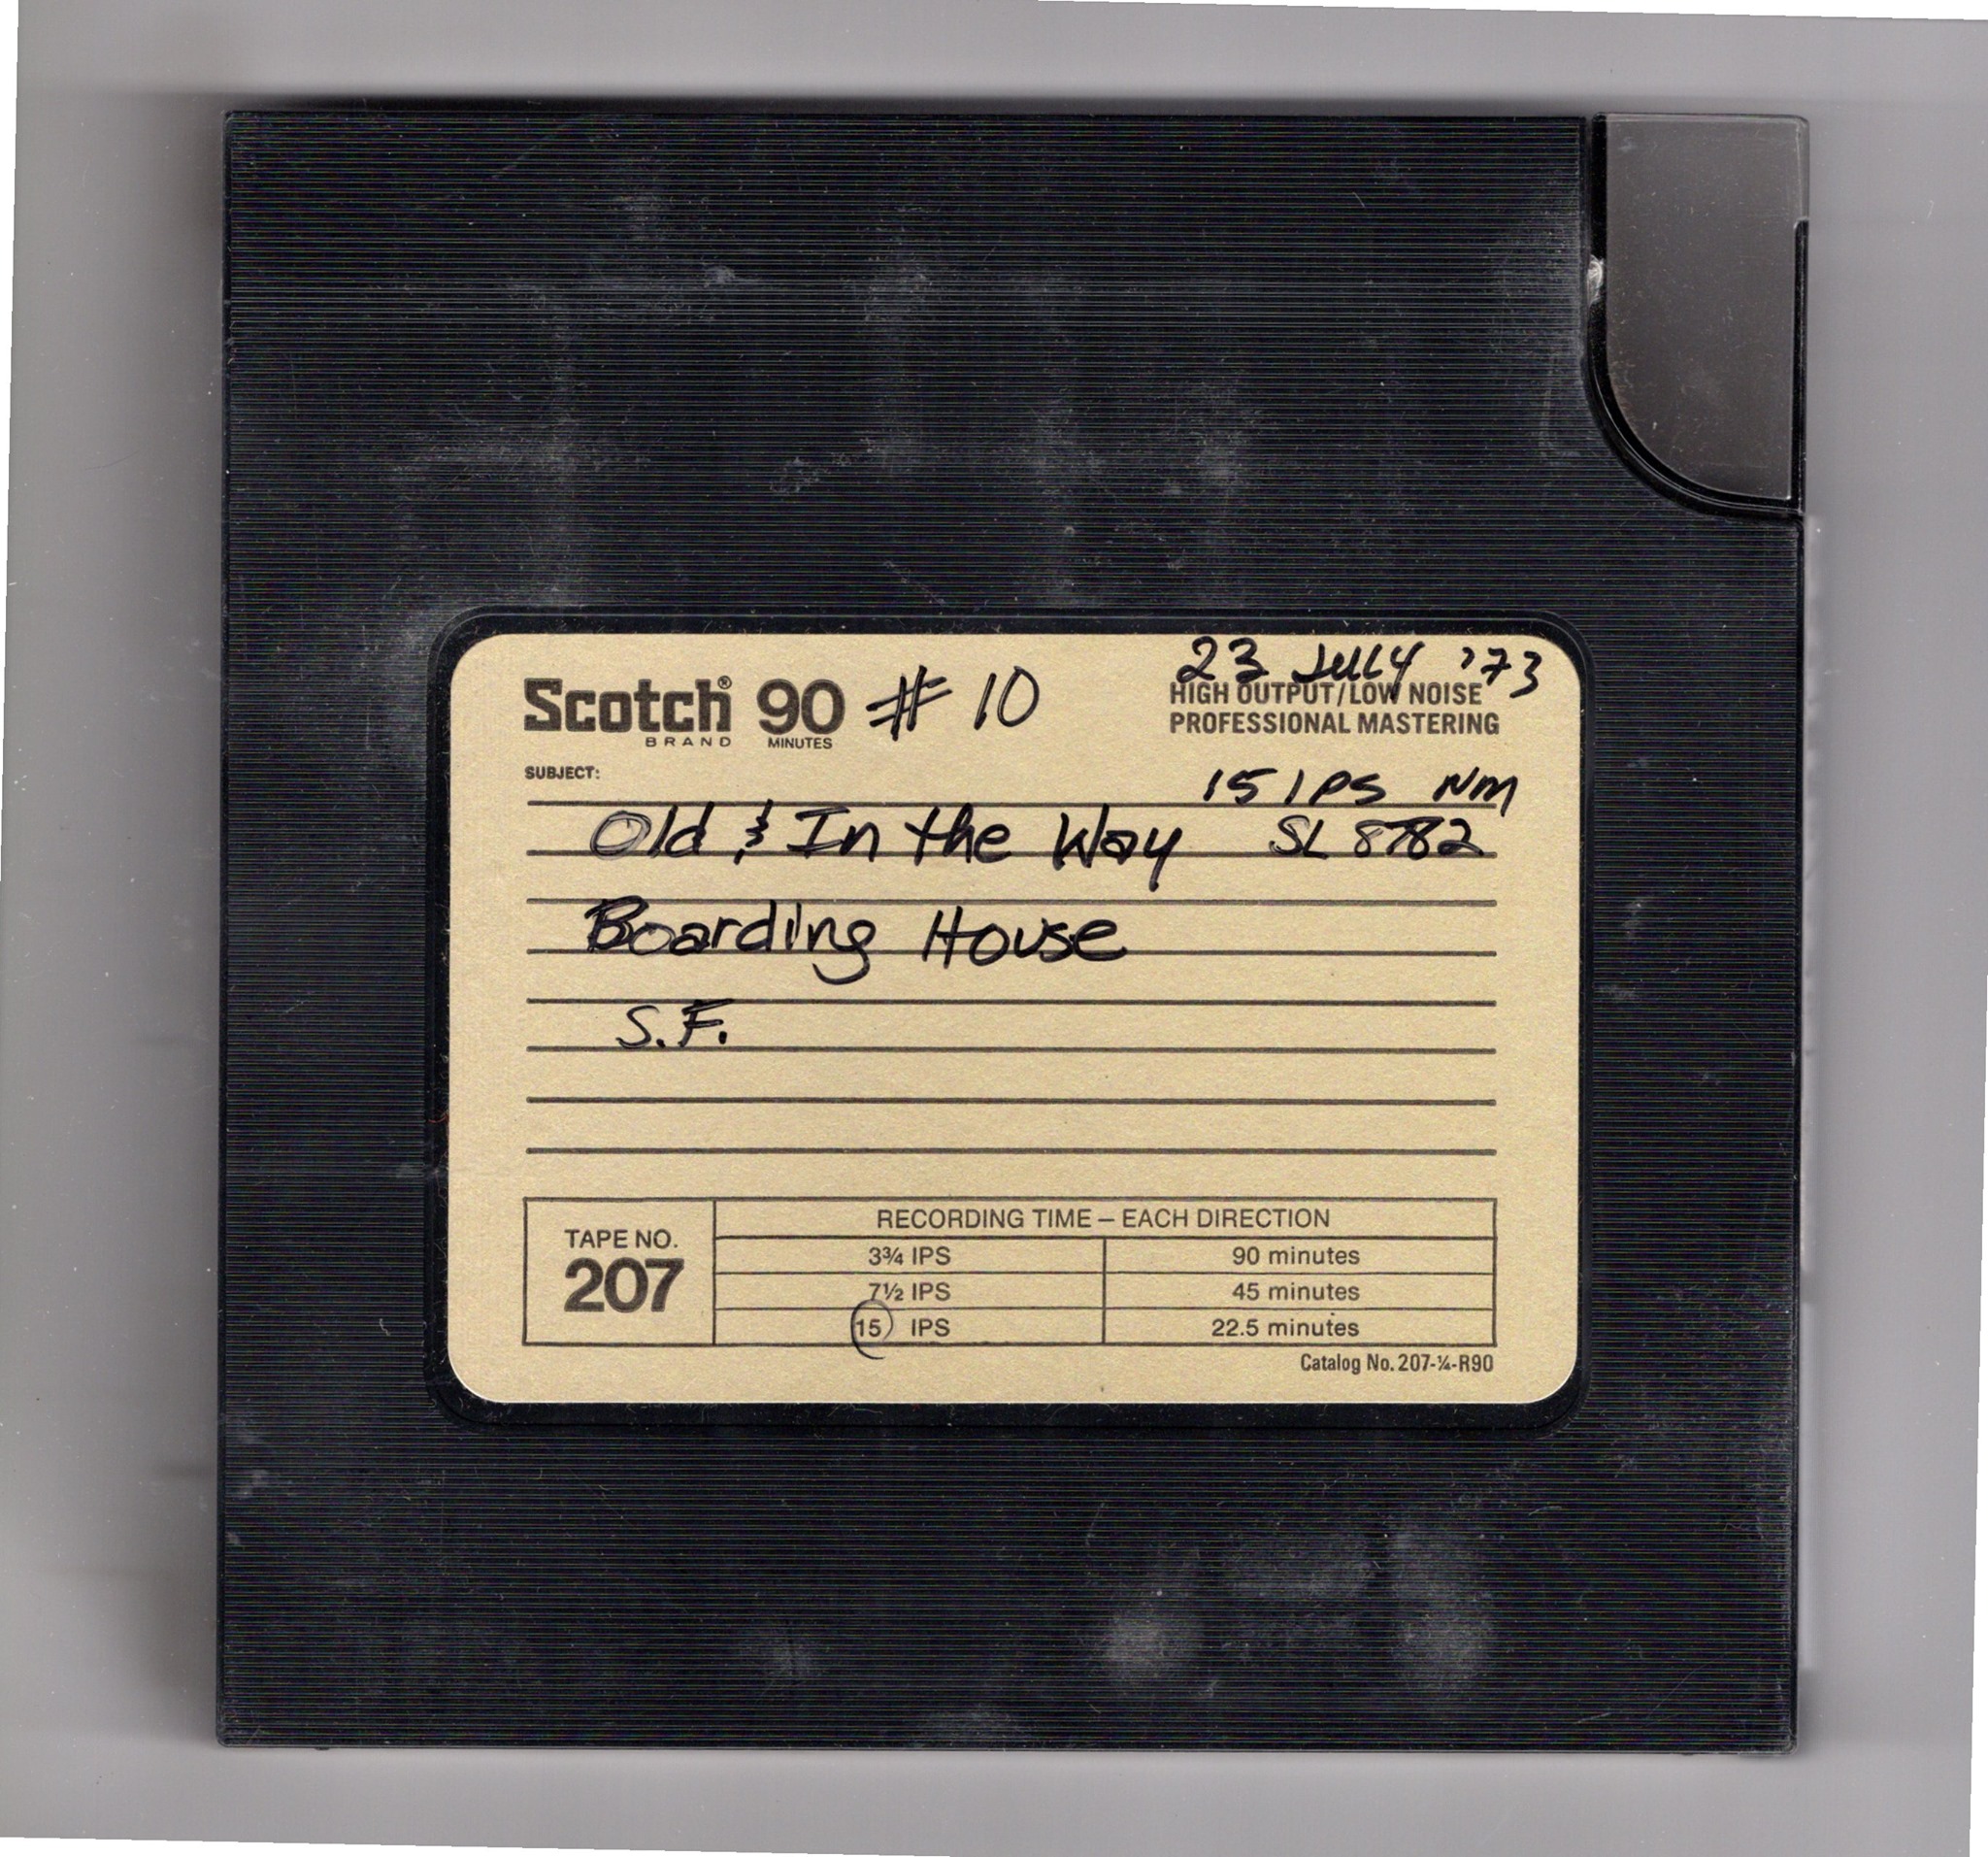 23 JULY '73
Scotch® 90 # 10
BRAND MINUTES
HIGH OUTPUT/LOW NOISE
PROFESSIONAL MASTERING
SUBJECT:
15 IPS NM
Old & In the Way SL 8782
Boarding House
S.F.
TAPE NO.
207
RECORDING TIME – EACH DIRECTION
3¾ IPS 90 minutes
7½ IPS 45 minutes
15 IPS 22.5 minutes
Catalog No. 207-¼-R90